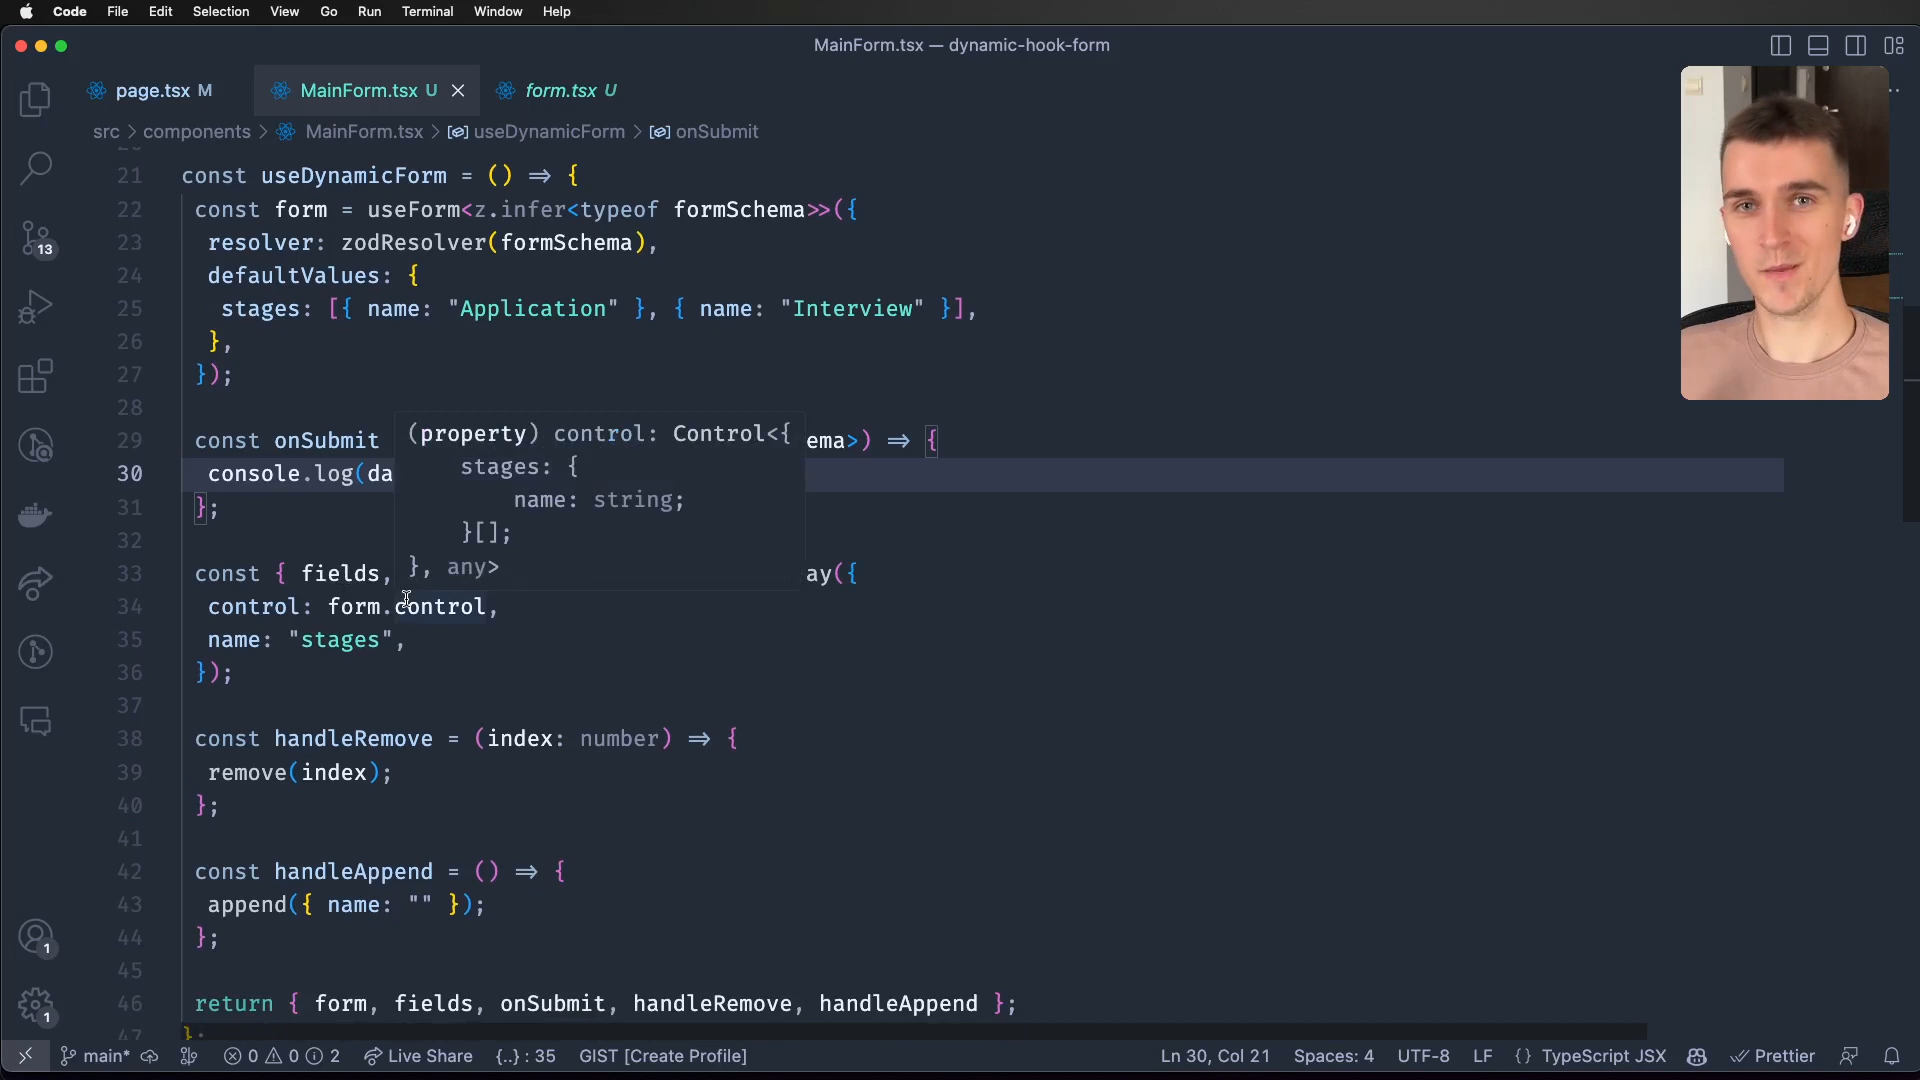 Code File Edit Selection View Go Run Terminal Window Help
MainForm.tsx — dynamic-hook-form
page.tsx M MainForm.tsx U form.tsx U
src > components > MainForm.tsx > useDynamicForm > onSubmit
21 const useDynamicForm = () ⇒ {
22 const form = useForm<z.infer<typeof formSchema>>({
23 resolver: zodResolver(formSchema),
24 defaultValues: {
25 stages: [{ name: "Application" }, { name: "Interview" }],
26 },
27 });
28
29 const onSubmit ema>) ⇒ {
30 console.log(da
31 };
32
33 const { fields, ay({
34 control: form.control,
35 name: "stages",
36 });
37
38 const handleRemove = (index: number) ⇒ {
39 remove(index);
40 };
41
42 const handleAppend = () ⇒ {
43 append({ name: "" });
44 };
45
46 return { form, fields, onSubmit, handleRemove, handleAppend };
47 }
(property) control: Control<{
stages: {
name: string;
}[];
}, any>
13
1
1
main* 0 0 2 Live Share {..} : 35 GIST [Create Profile] Ln 30, Col 21 Spaces: 4 UTF-8 LF {} TypeScript JSX Prettier